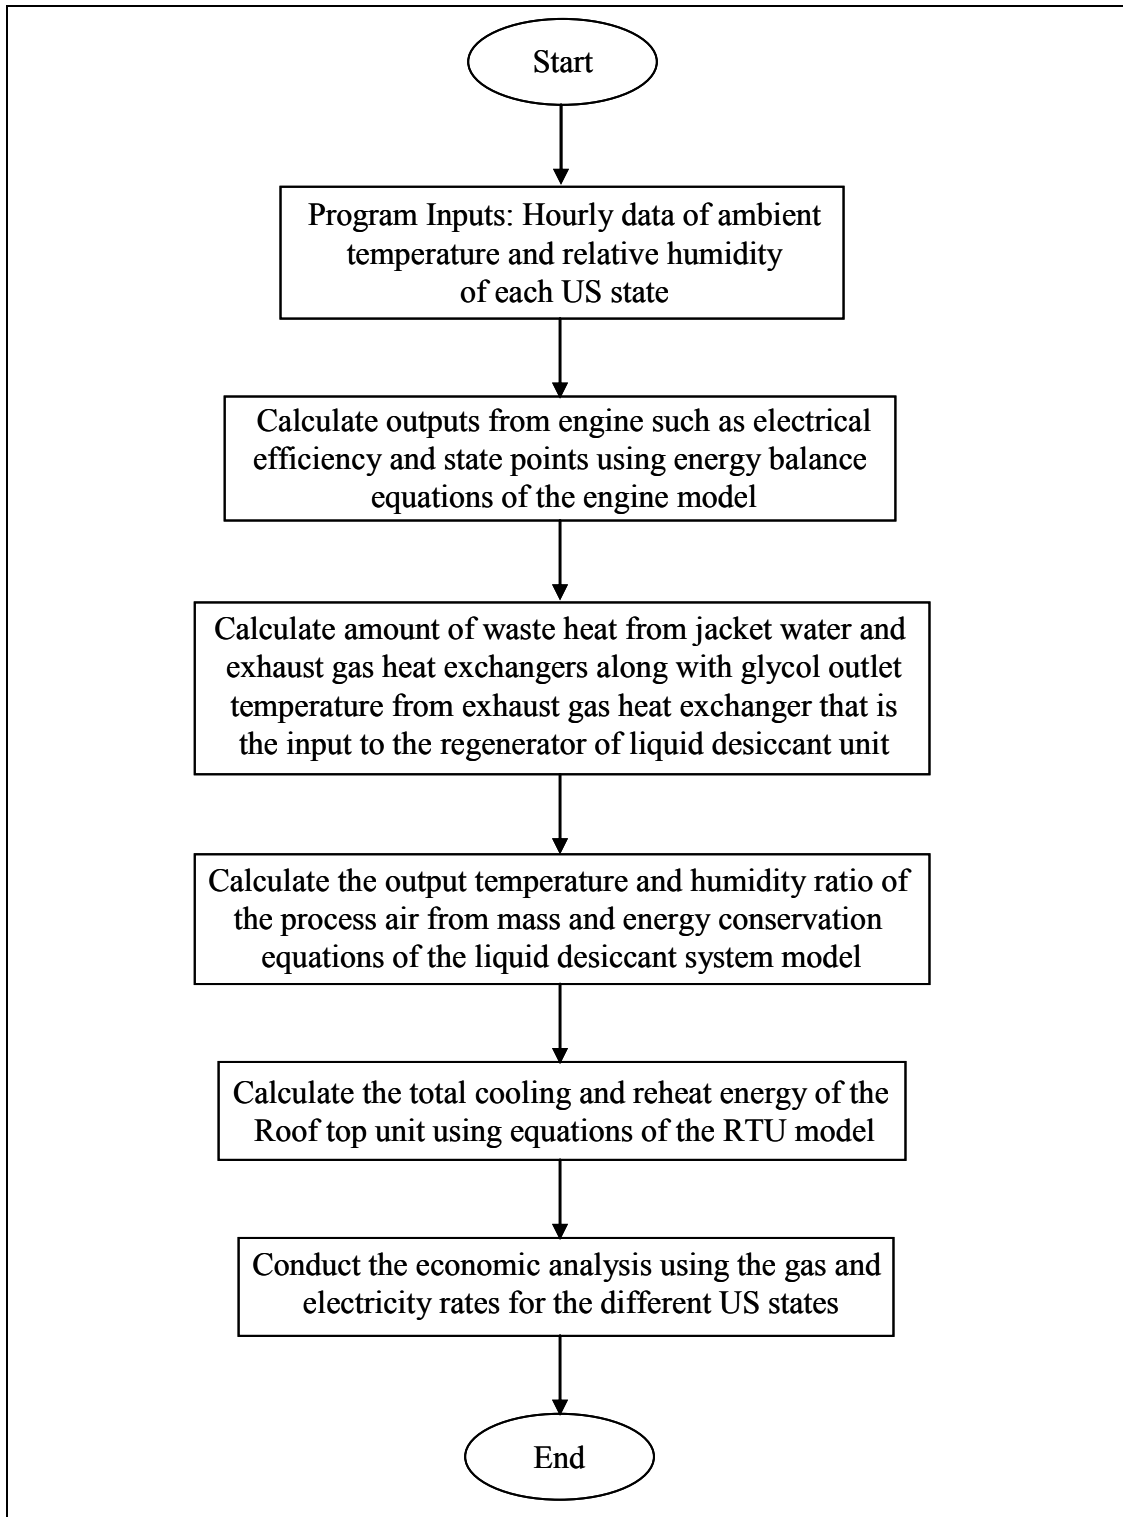 Start
Program Inputs: Hourly data of ambient
temperature and relative humidity
of each US state
Calculate outputs from engine such as electrical
efficiency and state points using energy balance
equations of the engine model
Calculate amount of waste heat from jacket water and
exhaust gas heat exchangers along with glycol outlet
temperature from exhaust gas heat exchanger that is
the input to the regenerator of liquid desiccant unit
Calculate the output temperature and humidity ratio of
the process air from mass and energy conservation
equations of the liquid desiccant system model
Calculate the total cooling and reheat energy of the
Roof top unit using equations of the RTU model
Conduct the economic analysis using the gas and
electricity rates for the different US states
End